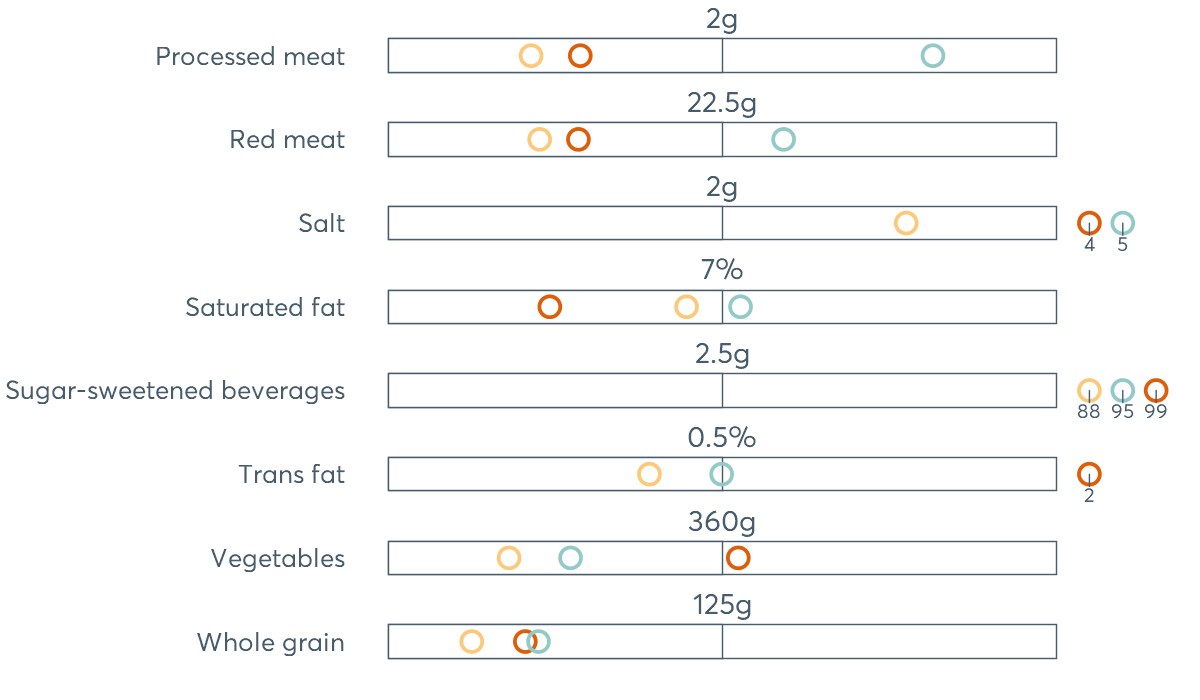 2g
Processed meat
22.5g
Red meat
2g
Salt
4 5
7%
Saturated fat
2.5g
Sugar-sweetened beverages
88 95 99
0.5%
Trans fat
2
360g
Vegetables
125g
Whole grain